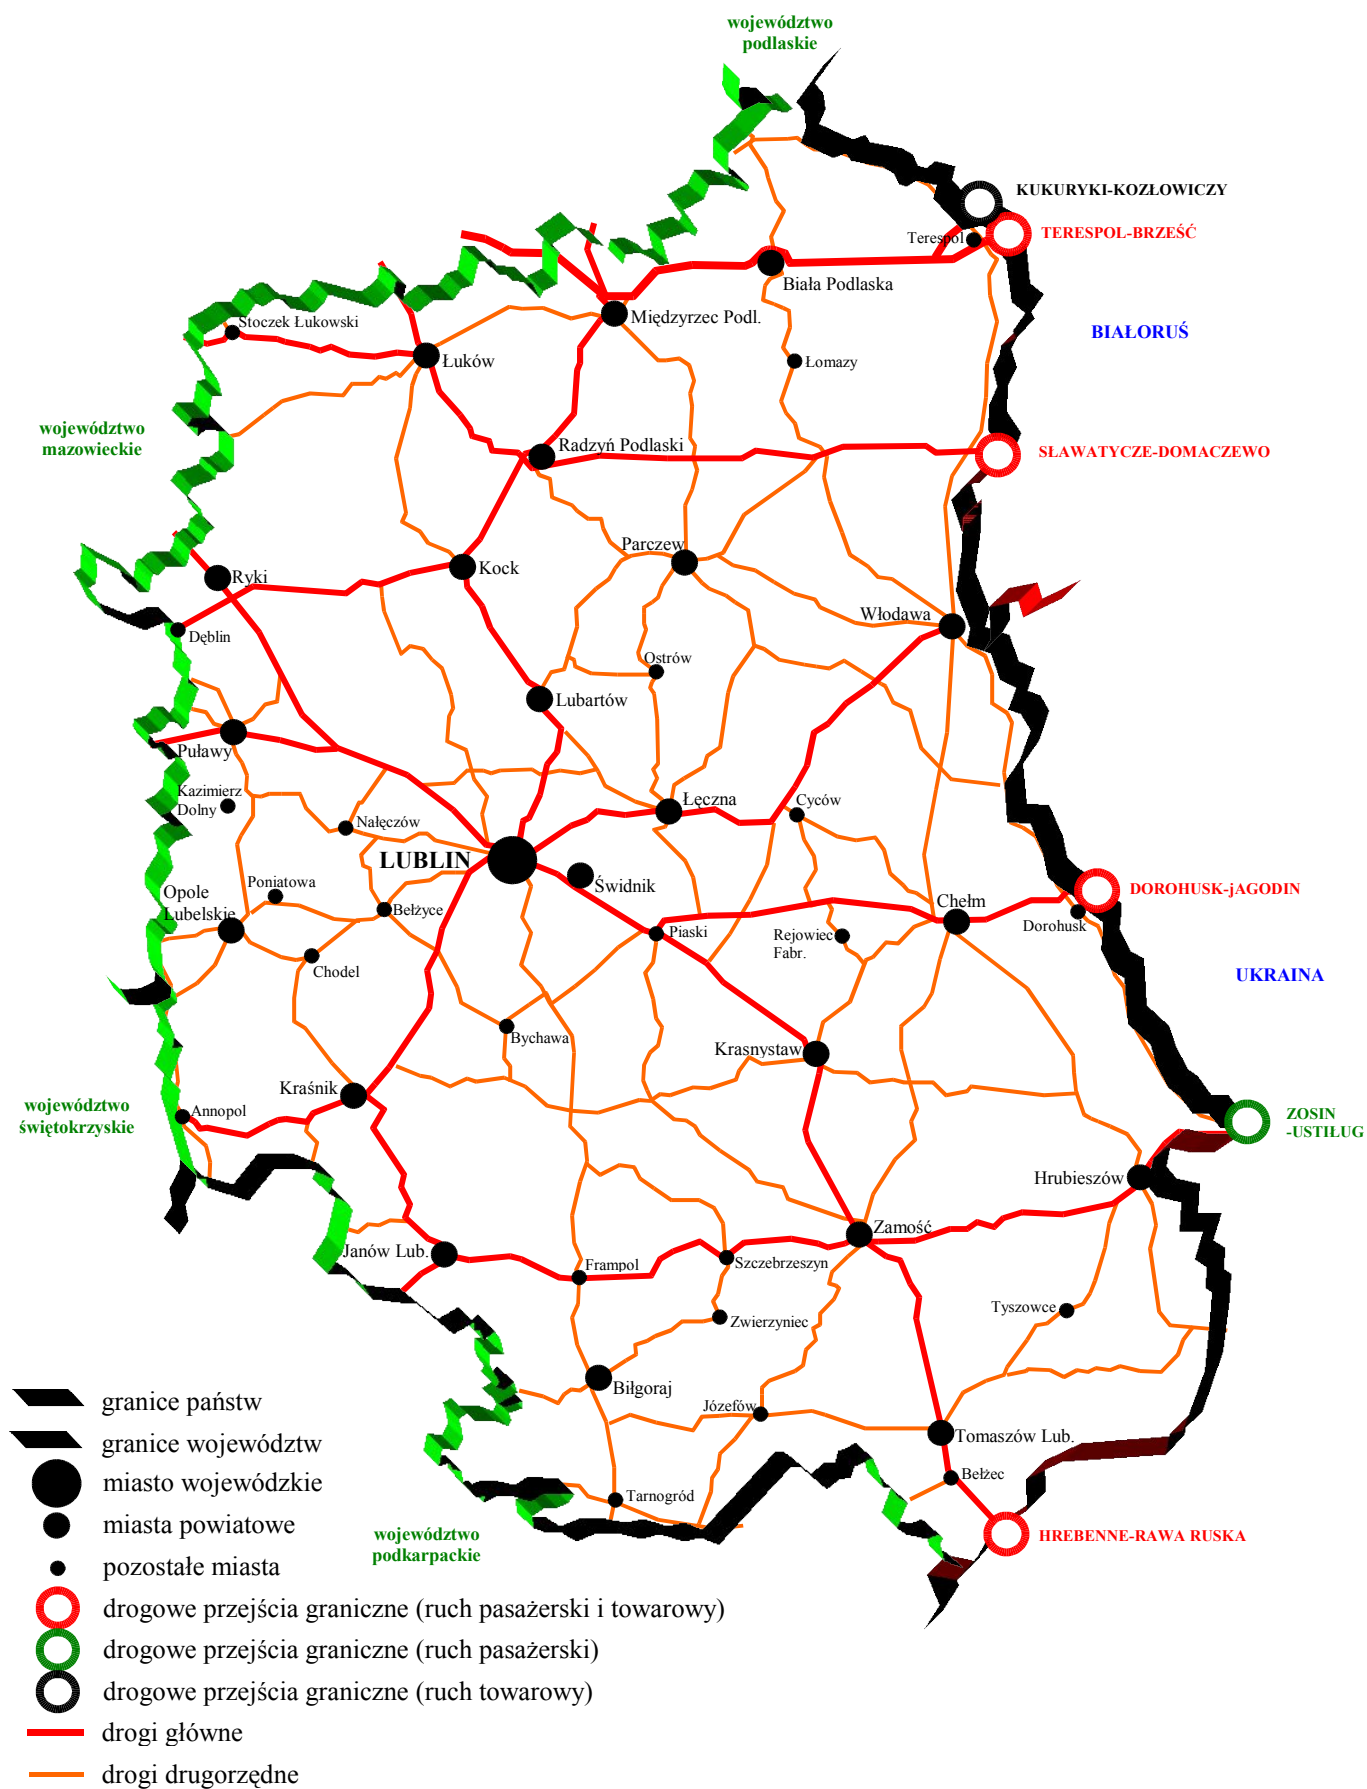 województwo
podlaskie
KUKURYKI-KOZŁOWICZY
Terespol
TERESPOL-BRZEŚĆ
Biała Podlaska
Międzyrzec Podl.
Stoczek Łukowski
BIAŁORUŚ
Łuków
Łomazy
województwo
mazowieckie
Radzyń Podlaski
SŁAWATYCZE-DOMACZEWO
Parczew
Kock
Ryki
Włodawa
Dęblin
Ostrów
Lubartów
Puławy
Kazimierz
Dolny
Łęczna
Cyców
Nałęczów
LUBLIN
Świdnik
Poniatowa
Opole
Lubelskie
Bełżyce
DOROHUSK-jAGODIN
Chełm
Dorohusk
Piaski
Rejowiec
Fabr.
Chodel
UKRAINA
Bychawa
Krasnystaw
Kraśnik
województwo
świętokrzyskie
Annopol
ZOSIN
-USTIŁUG
Hrubieszów
Zamość
Janów Lub.
Frampol
Szczebrzeszyn
Tyszowce
Zwierzyniec
Biłgoraj
Józefów
Tomaszów Lub.
Bełżec
Tarnogród
województwo
podkarpackie
HREBENNE-RAWA RUSKA
granice państw
granice województw
miasto wojewódzkie
miasta powiatowe
pozostałe miasta
drogowe przejścia graniczne (ruch pasażerski i towarowy)
drogowe przejścia graniczne (ruch pasażerski)
drogowe przejścia graniczne (ruch towarowy)
drogi główne
drogi drugorzędne